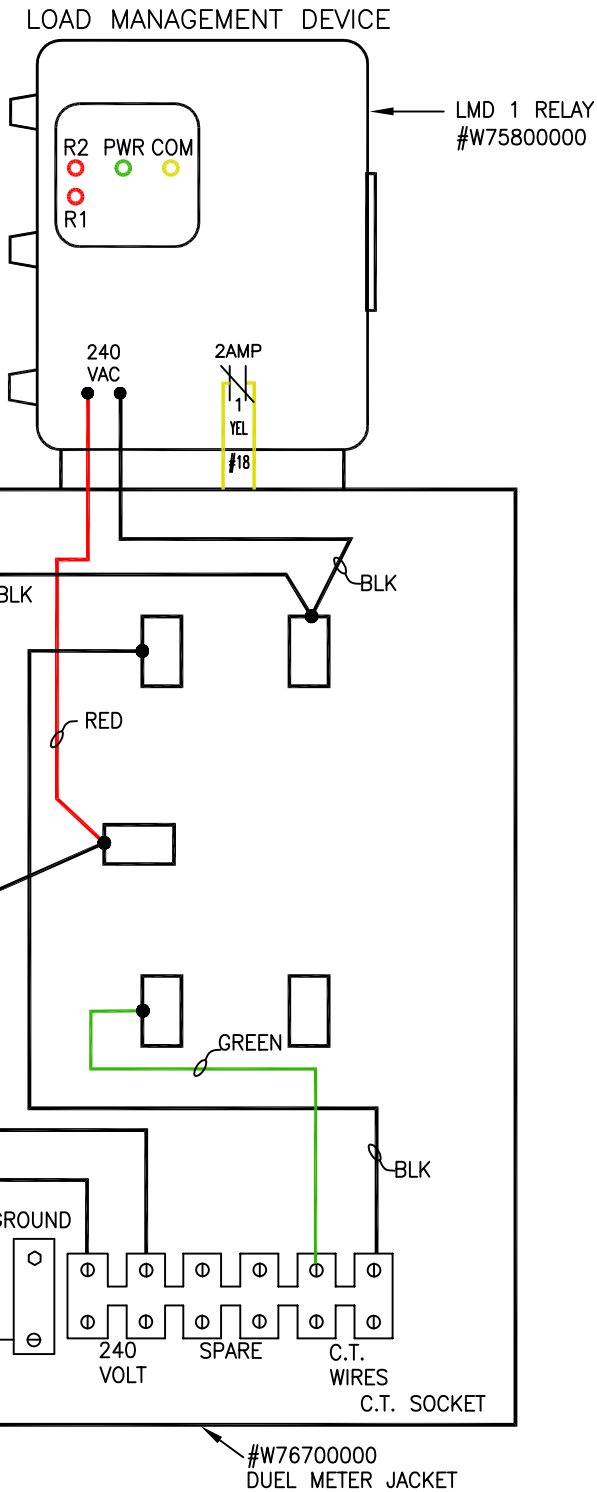 LOAD MANAGEMENT DEVICE
LMD 1 RELAY
#W75800000
R2 PWR COM
R1
240
VAC
2AMP
1
YEL
#18
BLK
BLK
RED
GREEN
BLK
GROUND
240
VOLT
SPARE
C.T.
WIRES
C.T. SOCKET
#W76700000
DUEL METER JACKET